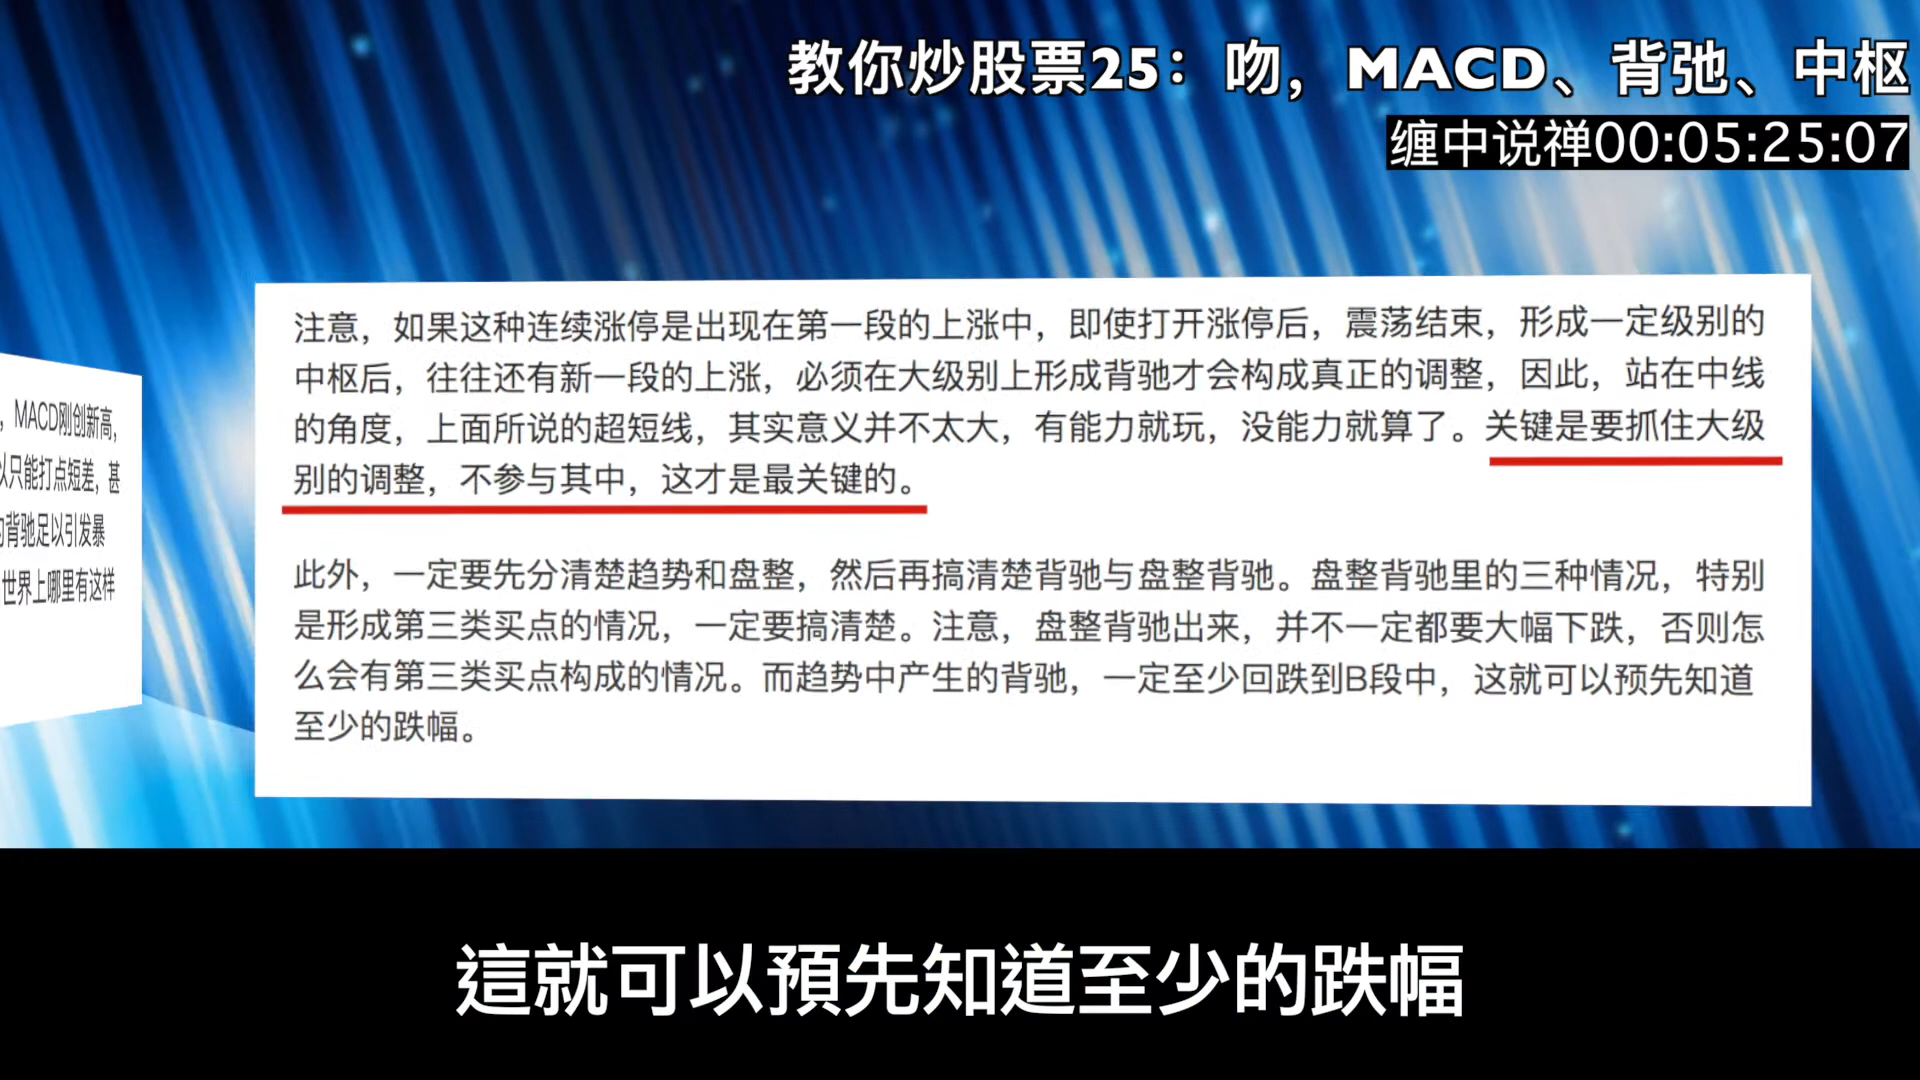 教你炒股票25：吻，MACD、背弛、中枢
缠中说禅00:05:25:07
，MACD刚创新高，
以只能打点短差，甚
的背驰足以引发暴
世界上哪里有这样
注意，如果这种连续涨停是出现在第一段的上涨中，即使打开涨停后，震荡结束，形成一定级别的
中枢后，往往还有新一段的上涨，必须在大级别上形成背驰才会构成真正的调整，因此，站在中线
的角度，上面所说的超短线，其实意义并不太大，有能力就玩，没能力就算了。关键是要抓住大级
别的调整，不参与其中，这才是最关键的。
此外，一定要先分清楚趋势和盘整，然后再搞清楚背驰与盘整背驰。盘整背驰里的三种情况，特别
是形成第三类买点的情况，一定要搞清楚。注意，盘整背驰出来，并不一定都要大幅下跌，否则怎
么会有第三类买点构成的情况。而趋势中产生的背驰，一定至少回跌到B段中，这就可以预先知道
至少的跌幅。
這就可以預先知道至少的跌幅